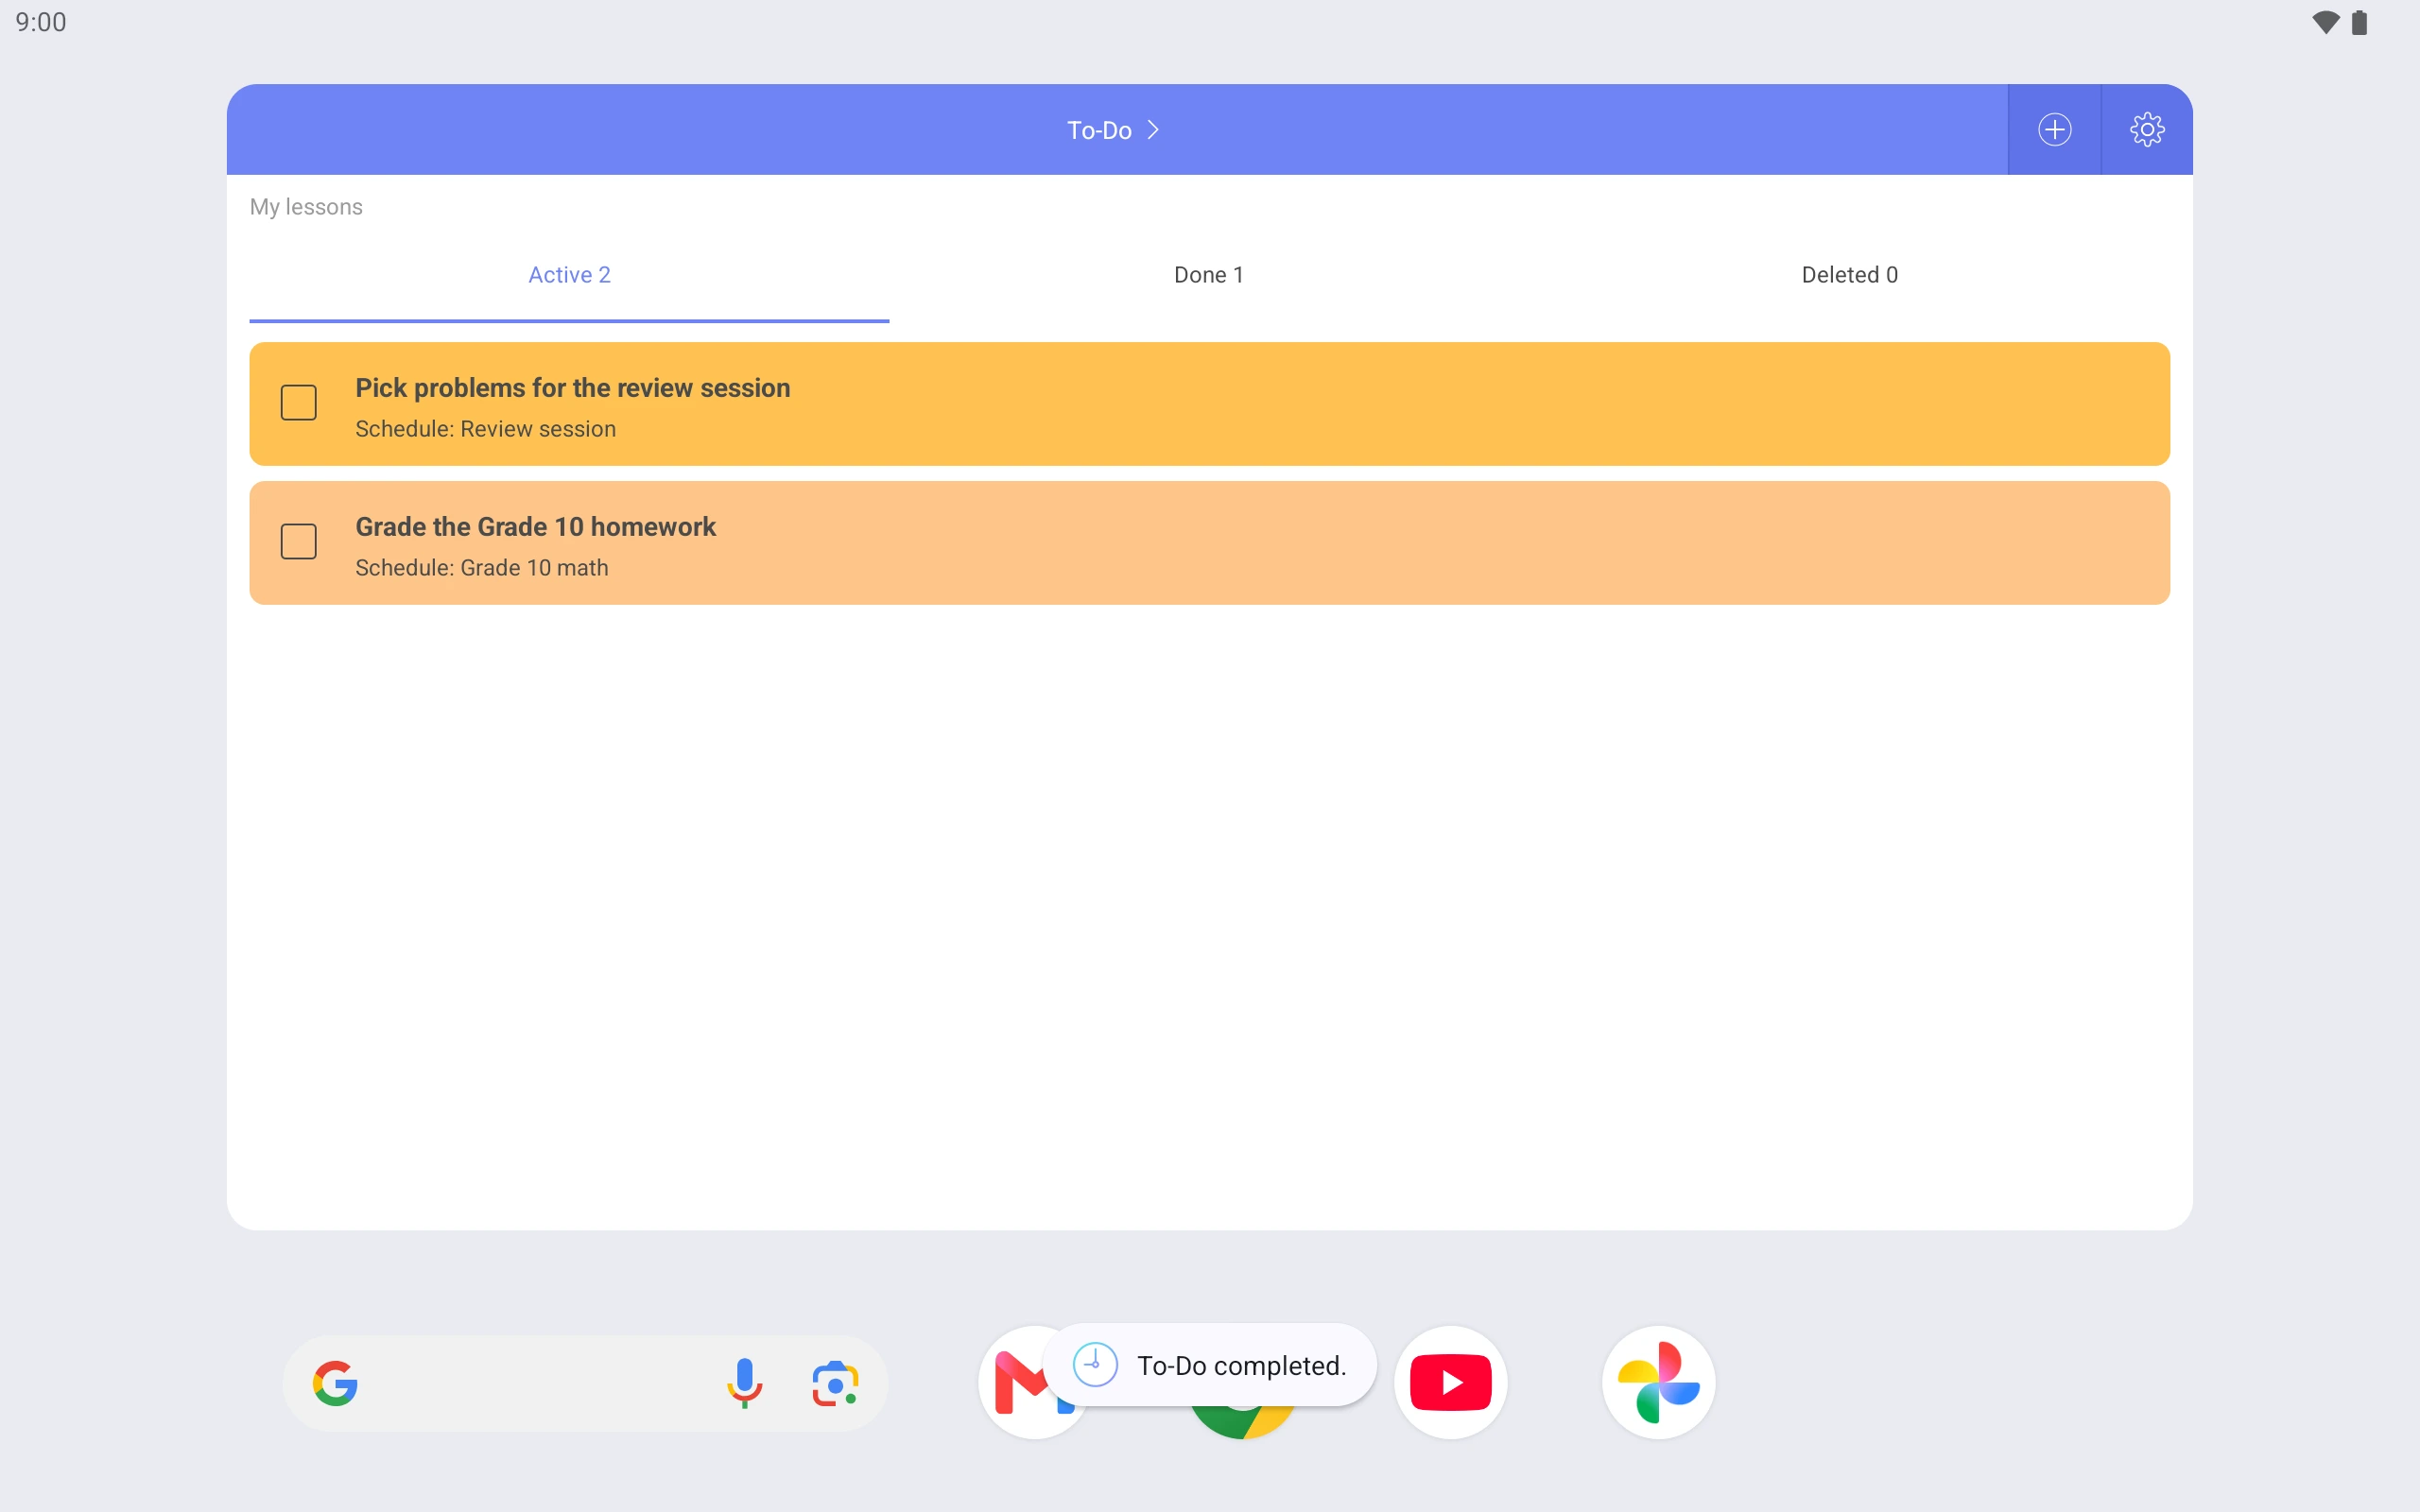 9:00
To-Do
My lessons
Active 2
Done 1
Deleted 0
Pick problems for the review session
Schedule: Review session
Grade the Grade 10 homework
Schedule: Grade 10 math
To-Do completed.